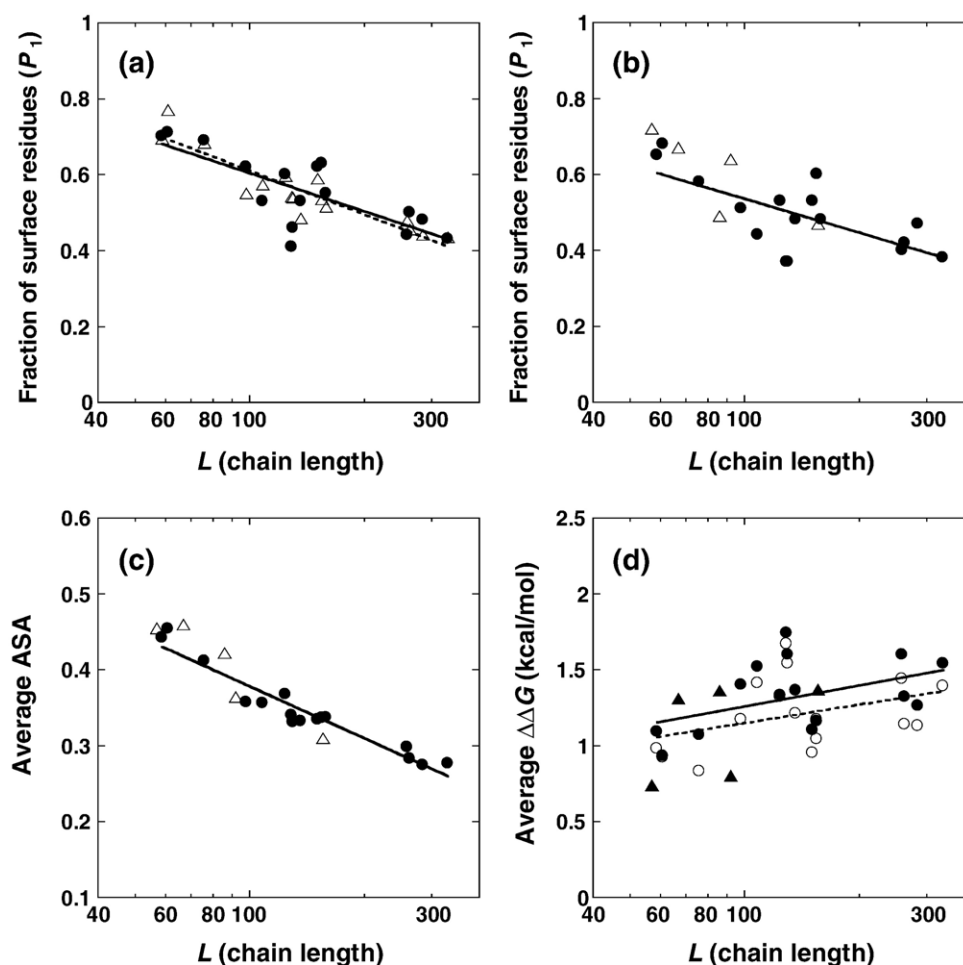 (a)
Fraction of surface residues (P1)
1
0.8
0.6
0.4
0.2
0
40 60 80 100 300
L (chain length)
(b)
Fraction of surface residues (P1)
1
0.8
0.6
0.4
0.2
0
40 60 80 100 300
L (chain length)
(c)
Average ASA
0.6
0.5
0.4
0.3
0.2
0.1
40 60 80 100 300
L (chain length)
(d)
Average ΔΔG (kcal/mol)
2.5
2
1.5
1
0.5
0
40 60 80 100 300
L (chain length)